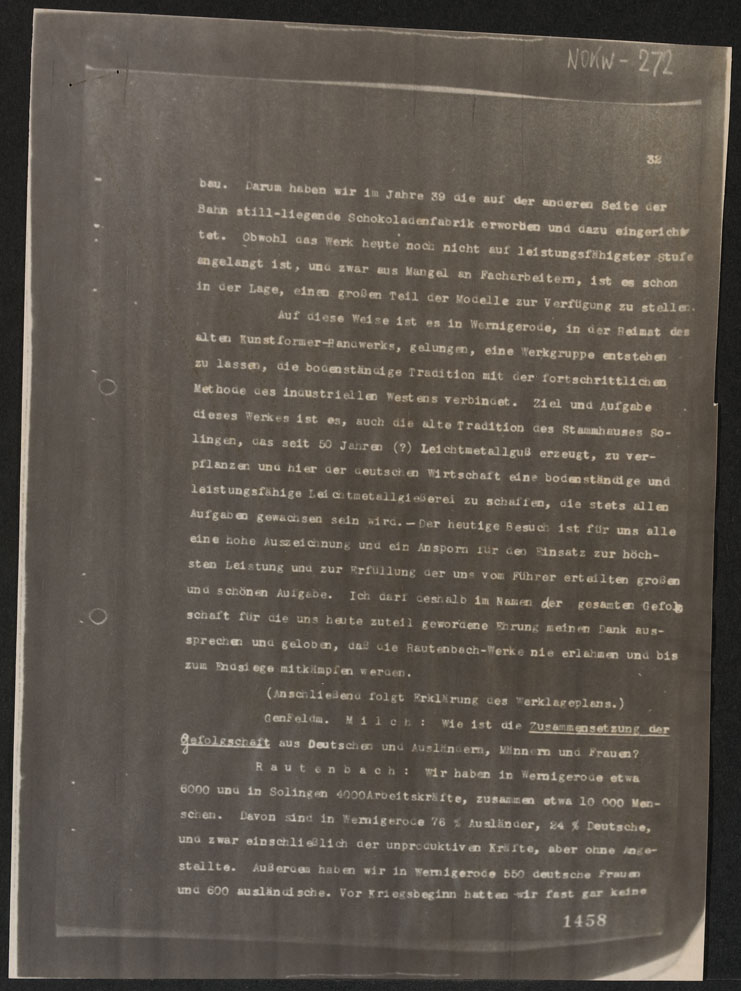 NOKW-272
32
bau. Darum haben wir im Jahre 39 die auf der anderen Seite der
Bahn still-liegende Schokoladenfabrik erworben und dazu eingerichte
tet. Obwohl das Werk heute noch nicht auf leistungsfähigster Stufe
angelangt ist, und zwar aus Mangel an Facharbeitern, ist es schon
in der Lage, einen großen Teil der Modelle zur Verfügung zu stellen.
Auf diese Weise ist es in Wernigerode, in der Heimat des
alten Kunstformer-Handwerks, gelungen, eine Werkgruppe entstehen
zu lassen, die bodenständige Tradition mit der fortschrittlichen
Methode des industriellen Westens verbindet. Ziel und Aufgabe
dieses Werkes ist es, auch die alte Tradition des Stammhauses So-
lingen, das seit 50 Jahren (?) Leichtmetallguß erzeugt, zu ver-
pflanzen und hier der deutschen Wirtschaft eine bodenständige und
leistungsfähige Leichtmetallgießerei zu schaffen, die stets allen
Aufgaben gewachsen sein wird.- Der heutige Besuch ist für uns alle
eine hohe Auszeichnung und ein Ansporn für den Einsatz zur höch-
sten Leistung und zur Erfüllung der uns vom Führer erteilten großen
und schönen Aufgabe. Ich darf deshalb im Namen der gesamten Gefolg
schaft für die uns heute zuteil gewordene Ehrung meinen Dank aus-
sprechen und geloben, daß die Rautenbach-Werke nie erlahmen und bis
zum Endsiege mitkämpfen werden.
(Anschließend folgt Erklärung des Werklageplans.)
GenFeldm. M i l c h : Wie ist die Zusammensetzung der
Gefolgschaft aus Deutschen und Ausländern, Männern und Frauen?
R a u t e n b a c h : Wir haben in Wernigerode etwa
6000 und in Solingen 4000Arbeitskräfte, zusammen etwa 10 000 Men-
schen. Davon sind in Wernigerode 76 % Ausländer, 24 % Deutsche,
und zwar einschließlich der unproduktiven Kräfte, aber ohne Ange-
stellte. Außerdem haben wir in Wernigerode 550 deutsche Frauen
und 600 ausländische. Vor Kriegsbeginn hatten wir fast gar keine
1458